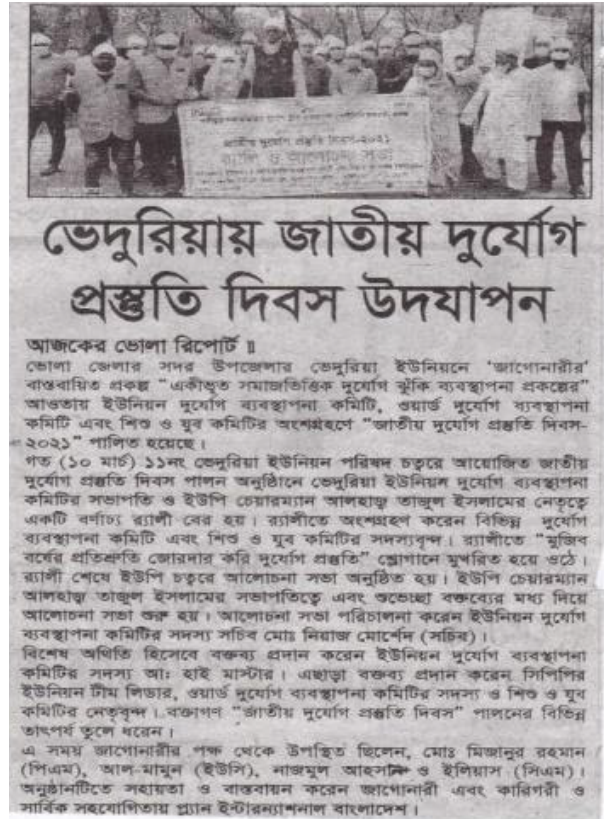 জাতীয় দুর্যোগ প্রস্তুতি দিবস-২০২১
র‍্যালি ও আলোচনা সভা
ভেদুরিয়ায় জাতীয় দুর্যোগ
প্রস্তুতি দিবস উদযাপন
আজকের ভোলা রিপোর্ট ॥
ভোলা জেলার সদর উপজেলার ভেদুরিয়া ইউনিয়নে ‘জাগোনারীর’
বাস্তবায়িত প্রকল্প “একীভূত সমাজভিত্তিক দুর্যোগ ঝুঁকি ব্যবস্থাপনা প্রকল্পের”
আওতায় ইউনিয়ন দুর্যোগ ব্যবস্থাপনা কমিটি, ওয়ার্ড দুর্যোগ ব্যবস্থাপনা
কমিটি এবং শিশু ও যুব কমিটির অংশগ্রহণে “জাতীয় দুর্যোগ প্রস্তুতি দিবস-
২০২১” পালিত হয়েছে।
গত (১০ মার্চ) ১১নং ভেদুরিয়া ইউনিয়ন পরিষদ চত্বরে আয়োজিত জাতীয়
দুর্যোগ প্রস্তুতি দিবস পালন অনুষ্ঠানে ভেদুরিয়া ইউনিয়ন দুর্যোগ ব্যবস্থাপনা
কমিটির সভাপতি ও ইউপি চেয়ারম্যান আলহাজ্ব তাজুল ইসলামের নেতৃত্বে
একটি বর্ণাঢ্য র‍্যালী বের হয়। র‍্যালীতে অংশগ্রহণ করেন বিভিন্ন দুর্যোগ
ব্যবস্থাপনা কমিটি এবং শিশু ও যুব কমিটির সদস্যবৃন্দ। র‍্যালীতে “মুজিব
বর্ষের প্রতিশ্রুতি জোরদার করি দুর্যোগ প্রস্তুতি” শ্লোগানে মুখরিত হয়ে ওঠে।
র‍্যালী শেষে ইউপি চত্বরে আলোচনা সভা অনুষ্ঠিত হয়। ইউপি চেয়ারম্যান
আলহাজ্ব তাজুল ইসলামের সভাপতিত্বে এবং শুভেচ্ছা বক্তব্যের মধ্য দিয়ে
আলোচনা সভা শুরু হয়। আলোচনা সভা পরিচালনা করেন ইউনিয়ন দুর্যোগ
ব্যবস্থাপনা কমিটির সদস্য সচিব মোঃ নিয়াজ মোর্শেদ (সচিব)।
বিশেষ অথিতি হিসেবে বক্তব্য প্রদান করেন ইউনিয়ন দুর্যোগ ব্যবস্থাপনা
কমিটির সদস্য আঃ হাই মাস্টার। এছাড়া বক্তব্য প্রদান করেন সিপিপির
ইউনিয়ন টীম লিডার, ওয়ার্ড দুর্যোগ ব্যবস্থাপনা কমিটির সদস্য ও শিশু ও যুব
কমিটির নেতৃবৃন্দ। বক্তাগণ “জাতীয় দুর্যোগ প্রস্তুতি দিবস” পালনের বিভিন্ন
তাৎপর্য তুলে ধরেন।
এ সময় জাগোনারীর পক্ষ থেকে উপস্থিত ছিলেন, মোঃ মিজানুর রহমান
(পিএম), আল-মামুন (ইউসি), নাজমুল আহসান ও ইলিয়াস (সিএম)।
অনুষ্ঠানটিতে সহায়তা ও বাস্তবায়ন করেন জাগোনারী এবং কারিগরী ও
সার্বিক সহযোগিতায় প্ল্যান ইন্টারন্যাশনাল বাংলাদেশ।